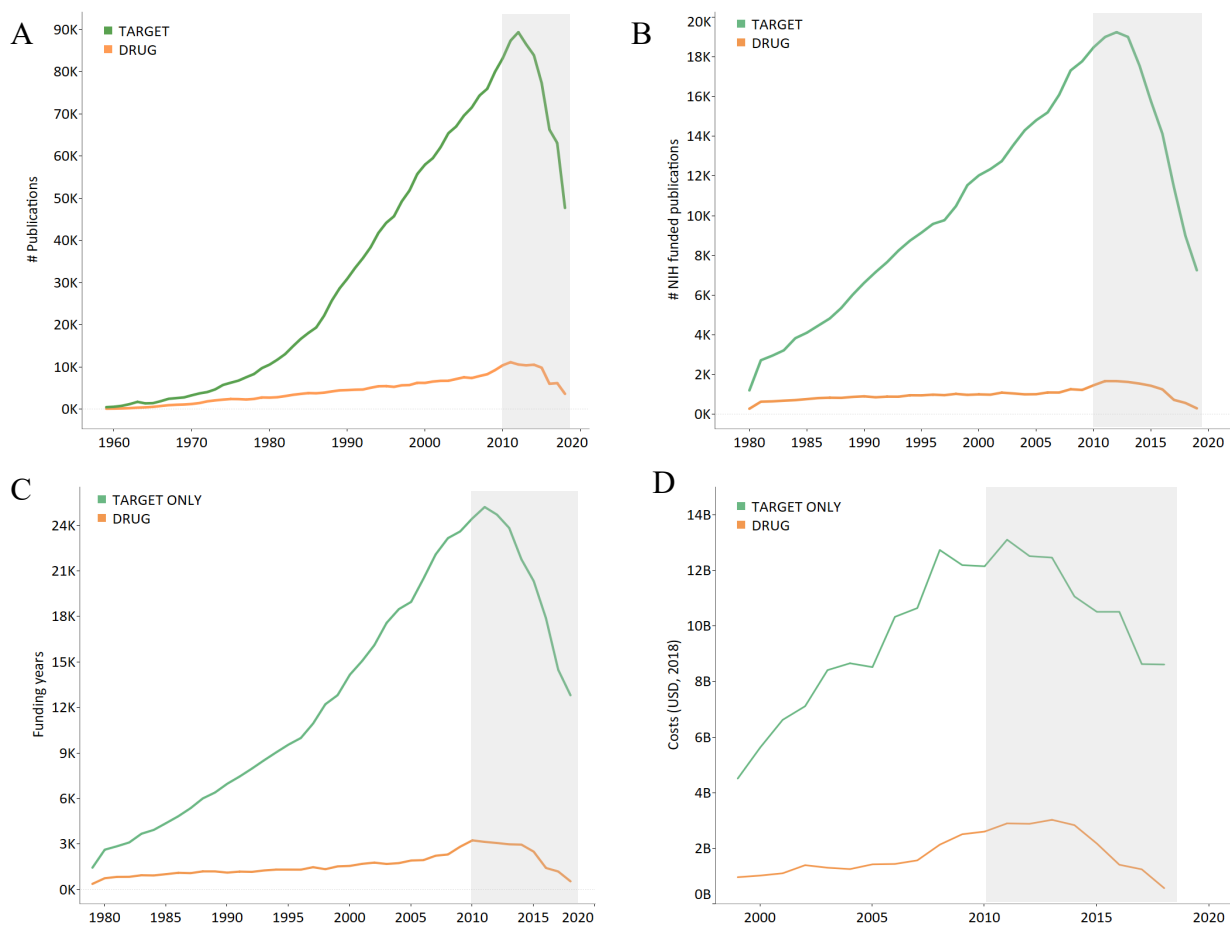 A
TARGET
DRUG
# Publications
90K
80K
70K
60K
50K
40K
30K
20K
10K
0K
1960 1970 1980 1990 2000 2010 2020
B
TARGET
DRUG
# NIH funded publications
20K
18K
16K
14K
12K
10K
8K
6K
4K
2K
0K
1980 1985 1990 1995 2000 2005 2010 2015 2020
C
TARGET ONLY
DRUG
Funding years
24K
21K
18K
15K
12K
9K
6K
3K
0K
1980 1985 1990 1995 2000 2005 2010 2015 2020
D
TARGET ONLY
DRUG
Costs (USD, 2018)
14B
12B
10B
8B
6B
4B
2B
0B
2000 2005 2010 2015 2020